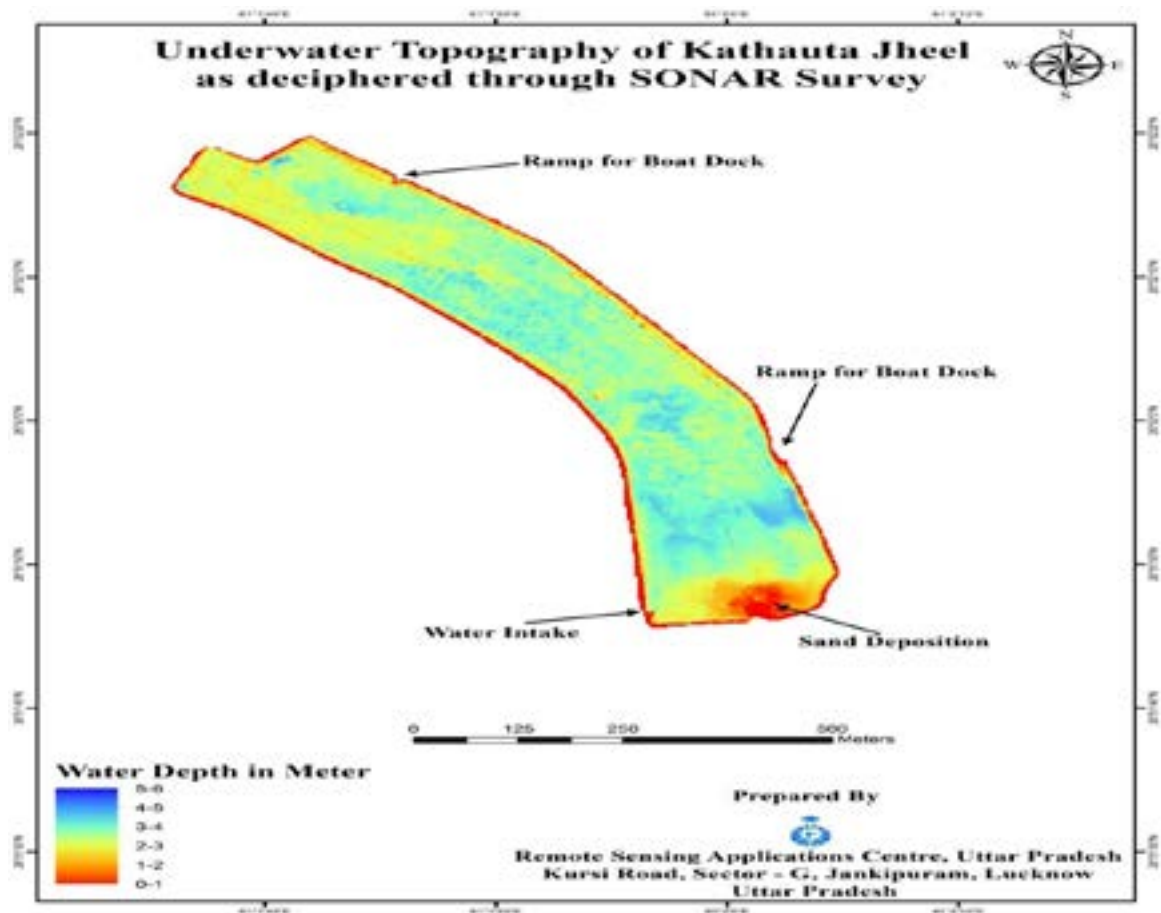 Underwater Topography of Kathauta Jheel
as deciphered through SONAR Survey
N
W E
S
Ramp for Boat Dock
Ramp for Boat Dock
Water Intake
Sand Deposition
0 125 250 500
Meters
Water Depth in Meter
5-6
4-5
3-4
2-3
1-2
0-1
Prepared By
Remote Sensing Applications Centre, Uttar Pradesh
Kursi Road, Sector - G, Jankipuram, Lucknow
Uttar Pradesh